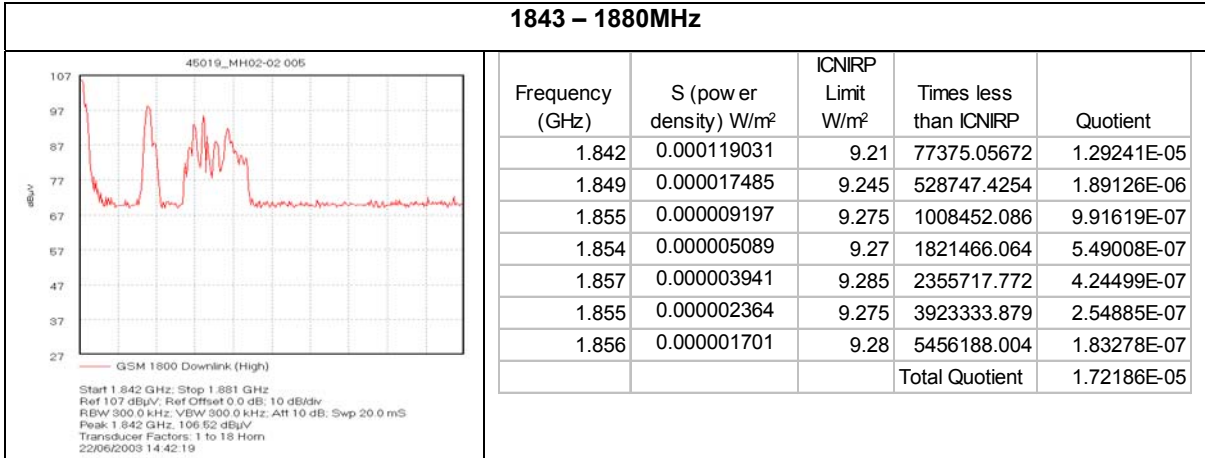 1843 – 1880MHz
45019_MH02-02 005
107
97
87
77
67
57
47
37
27
dBµV
GSM 1800 Downlink (High)
Start 1.842 GHz; Stop 1.881 GHz
Ref 107 dBµV; Ref Offset 0.0 dB; 10 dB/div
RBW 300.0 kHz; VBW 300.0 kHz; Att 10 dB; Swp 20.0 mS
Peak 1.842 GHz, 106.52 dBµV
Transducer Factors: 1 to 18 Horn
22/06/2003 14:42:19
Frequency (GHz) S (pow er density) W/m² ICNIRP Limit W/m² Times less than ICNIRP Quotient
1.842 0.000119031 9.21 77375.05672 1.29241E-05
1.849 0.000017485 9.245 528747.4254 1.89126E-06
1.855 0.000009197 9.275 1008452.086 9.91619E-07
1.854 0.000005089 9.27 1821466.064 5.49008E-07
1.857 0.000003941 9.285 2355717.772 4.24499E-07
1.855 0.000002364 9.275 3923333.879 2.54885E-07
1.856 0.000001701 9.28 5456188.004 1.83278E-07
Total Quotient 1.72186E-05